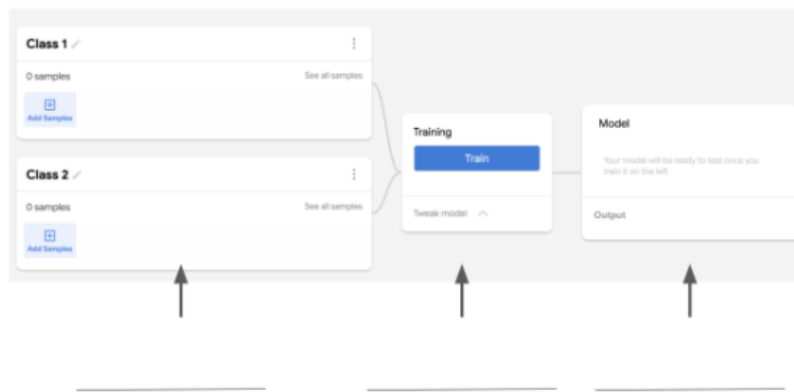 Class 1
0 samples
See all samples
Add Samples
Class 2
0 samples
See all samples
Add Samples
Training
Train
Tweak model
Model
Your model will be ready to test once you
train it on the left
Output